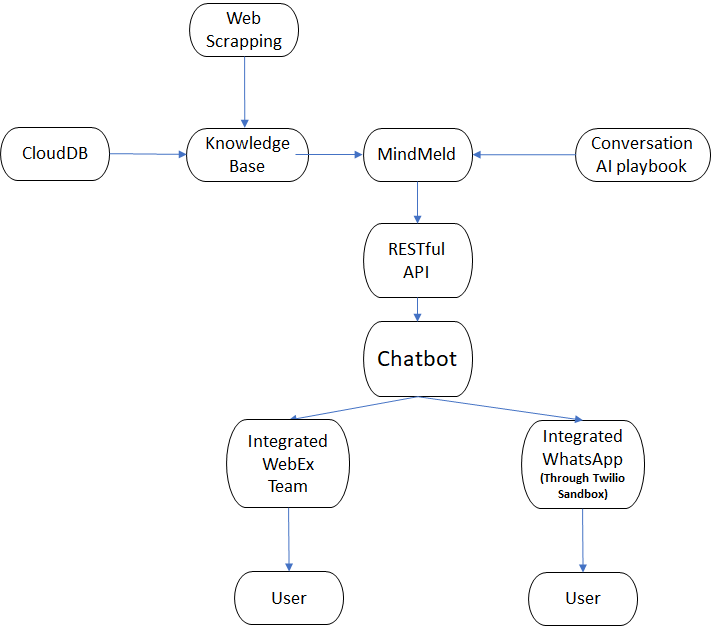 Web
Scrapping
CloudDB
Knowledge
Base
MindMeld
Conversation
AI playbook
RESTful
API
Chatbot
Integrated
WebEx
Team
Integrated
WhatsApp
(Through Twilio
Sandbox)
User
User